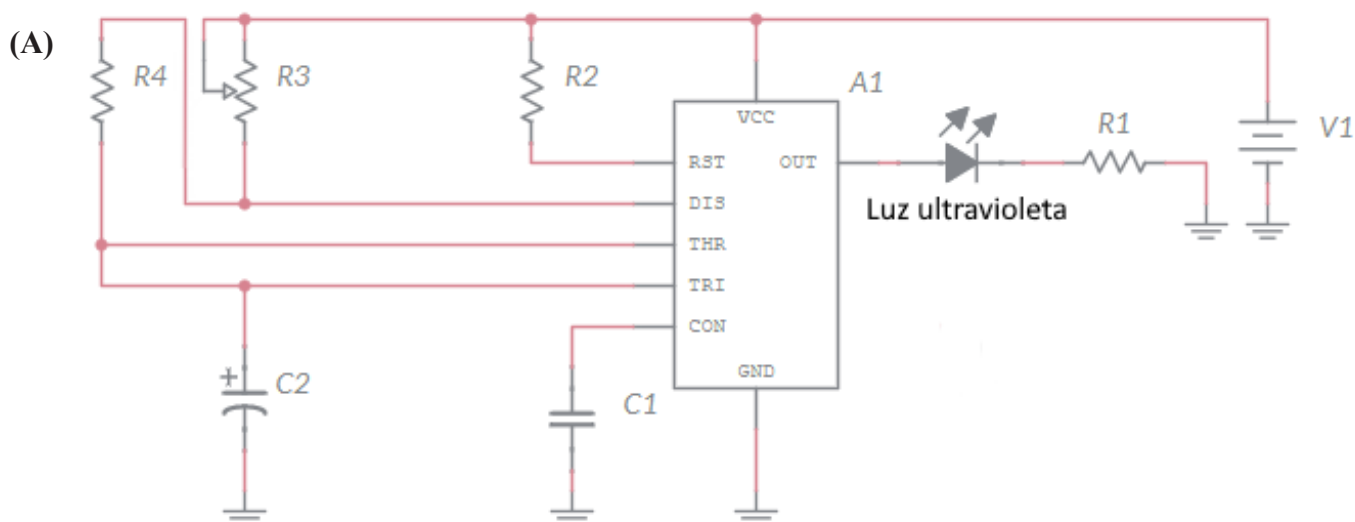 (A)
R4
R3
R2
A1
VCC
R1
V1
RST
OUT
DIS
Luz ultravioleta
THR
TRI
CON
GND
+
C2
C1